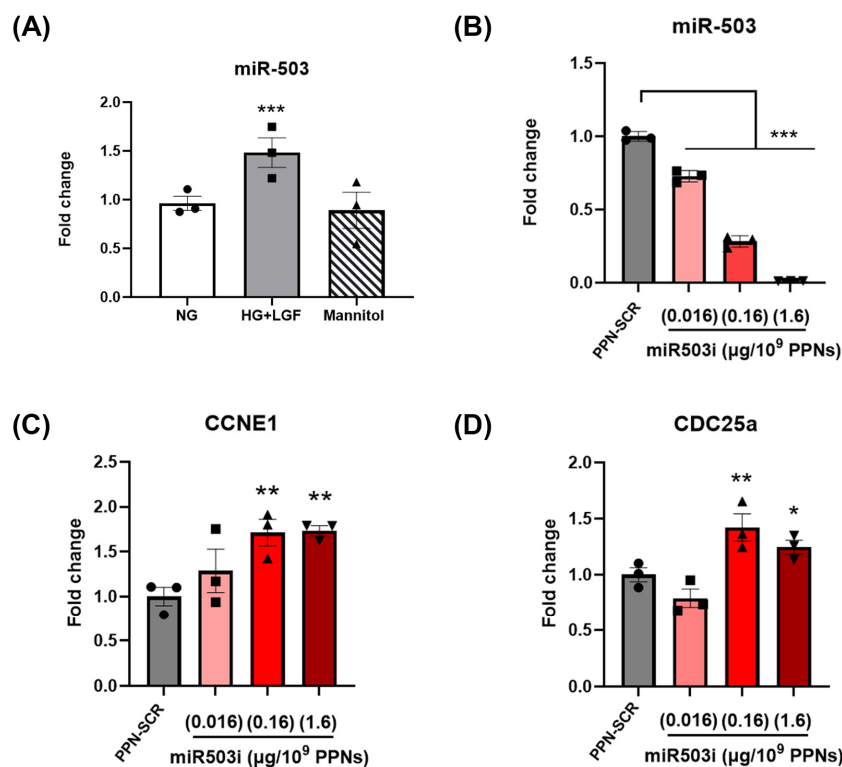 (A)
miR-503
Fold change
2.0
1.5
1.0
0.5
0.0
***
NG
HG+LGF
Mannitol
(B)
miR-503
Fold change
1.5
1.0
0.5
0.0
***
PPN-SCR
(0.016) (0.16) (1.6)
miR503i (µg/10⁹ PPNs)
(C)
CCNE1
Fold change
2.5
2.0
1.5
1.0
0.5
0.0
**
**
PPN-SCR
(0.016) (0.16) (1.6)
miR503i (µg/10⁹ PPNs)
(D)
CDC25a
Fold change
2.0
1.5
1.0
0.5
0.0
**
*
PPN-SCR
(0.016) (0.16) (1.6)
miR503i (µg/10⁹ PPNs)